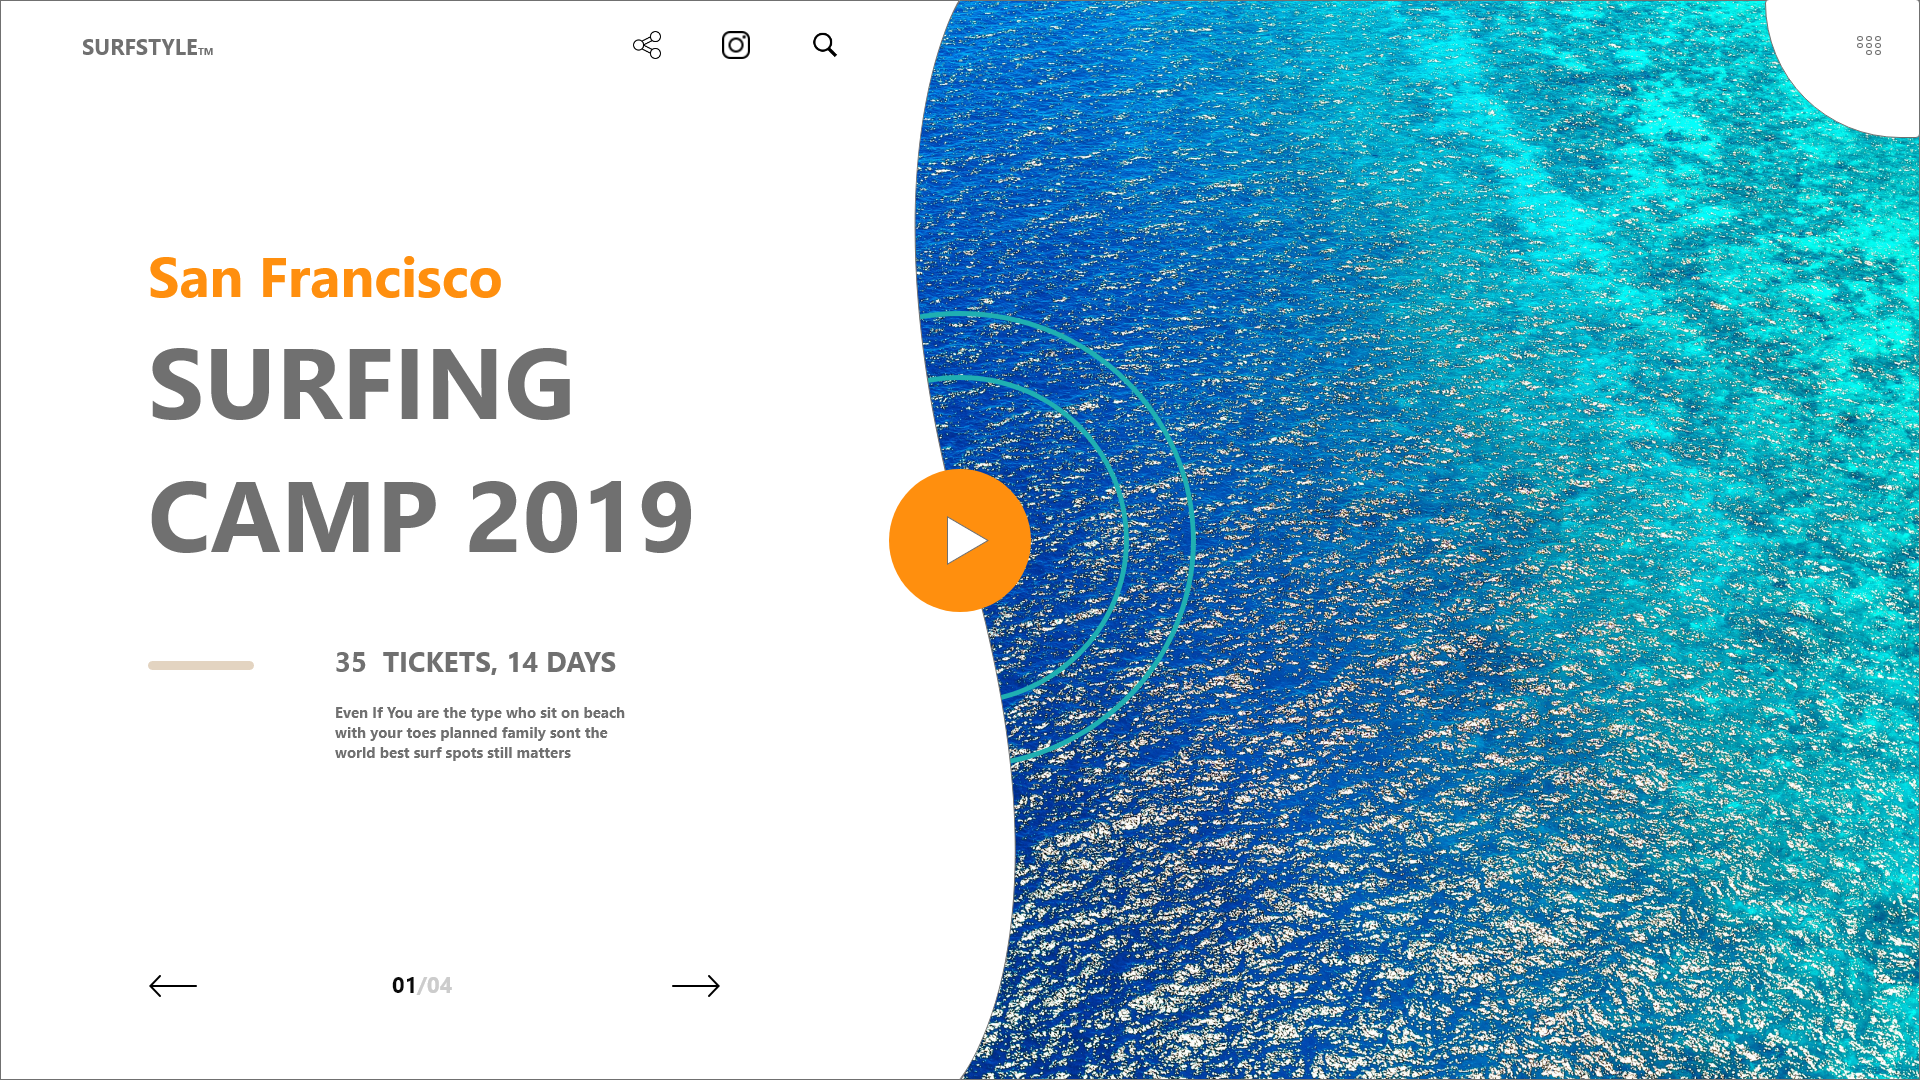 SURFSTYLE™
San Francisco
SURFING
CAMP 2019
35 TICKETS, 14 DAYS
Even If You are the type who sit on beach
with your toes planned family sont the
world best surf spots still matters
01/04